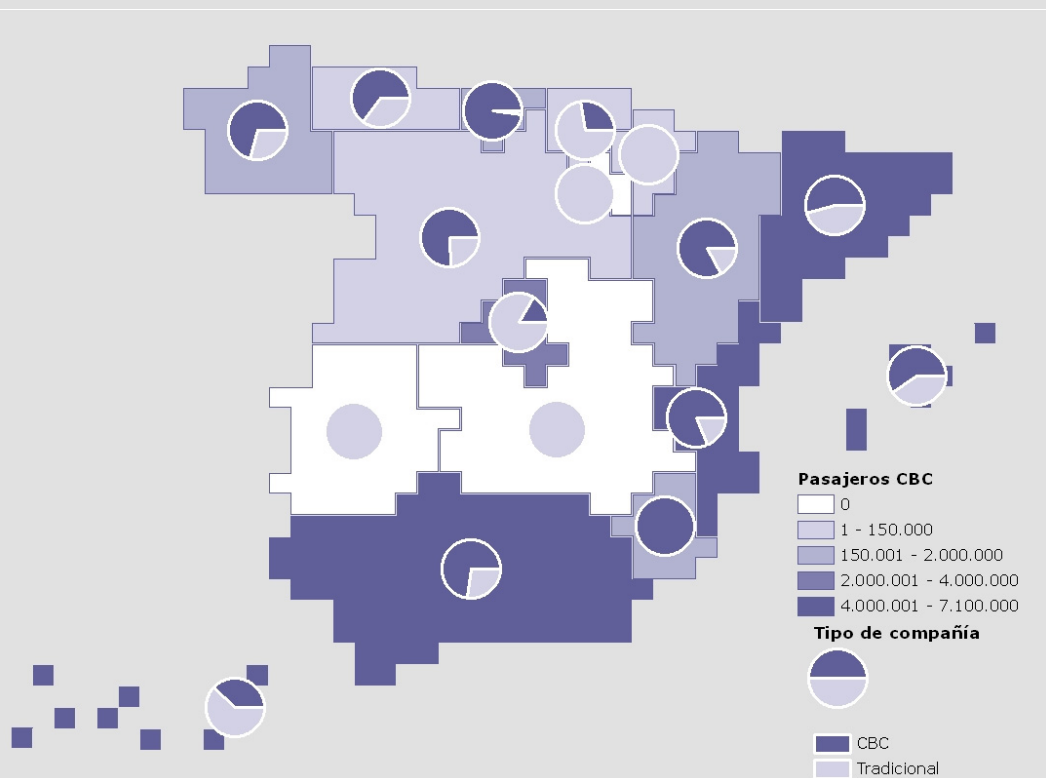 Pasajeros CBC
0
1 - 150.000
150.001 - 2.000.000
2.000.001 - 4.000.000
4.000.001 - 7.100.000
Tipo de compañía
CBC
Tradicional